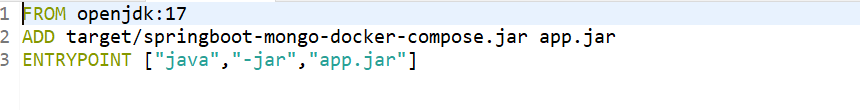 1 FROM openjdk:17
2 ADD target/springboot-mongo-docker-compose.jar app.jar
3 ENTRYPOINT ["java","-jar","app.jar"]